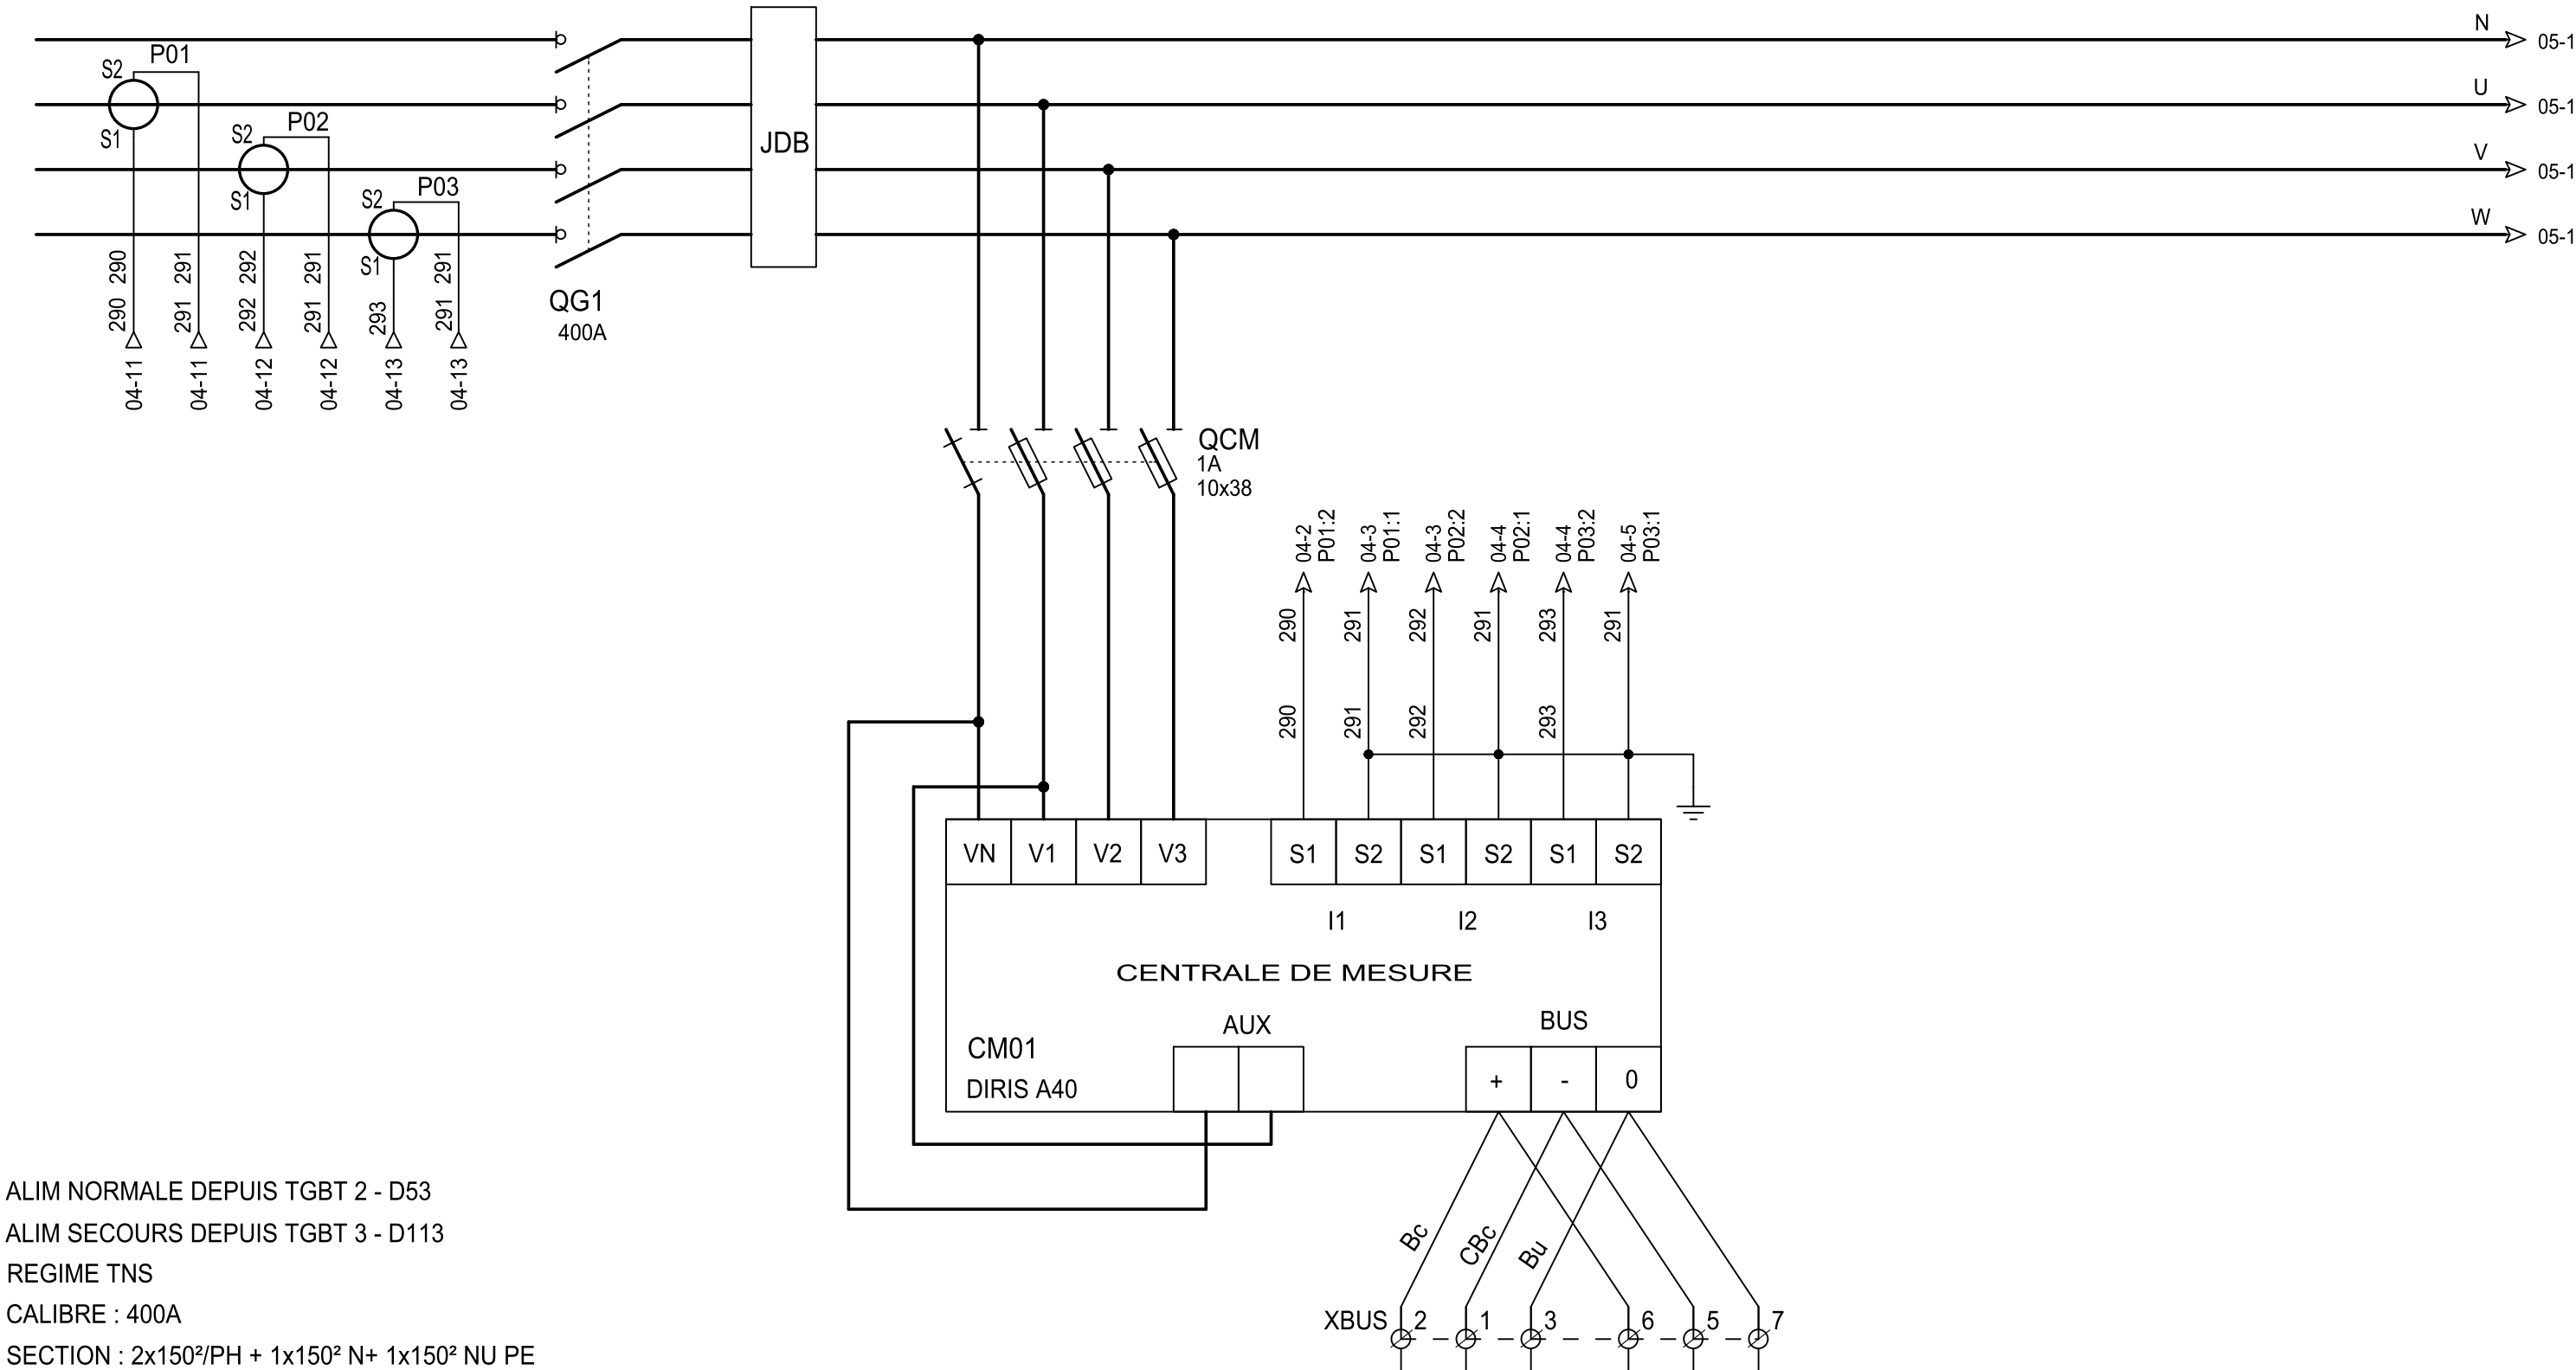 N
05-1
P01
S2
U
05-1
S1
P02
S2
JDB
V
05-1
S1
P03
S2
W
05-1
S1
290 290
291 291
292 292
291 291
293
291 291
QG1
400A
04-11
04-11
04-12
04-12
04-13
04-13
QCM
1A
10x38
04-2
P01:2
04-3
P01:1
04-3
P02:2
04-4
P02:1
04-4
P03:2
04-5
P03:1
290
291
292
291
293
291
290
291
292
293
VN V1 V2 V3 S1 S2 S1 S2 S1 S2
I1 I2 I3
CENTRALE DE MESURE
AUX BUS
CM01
DIRIS A40
+ - 0
ALIM NORMALE DEPUIS TGBT 2 - D53
ALIM SECOURS DEPUIS TGBT 3 - D113
Bc CBc Bu
REGIME TNS
CALIBRE : 400A
XBUS 2 1 3 6 5 7
SECTION : 2x150²/PH + 1x150² N+ 1x150² NU PE